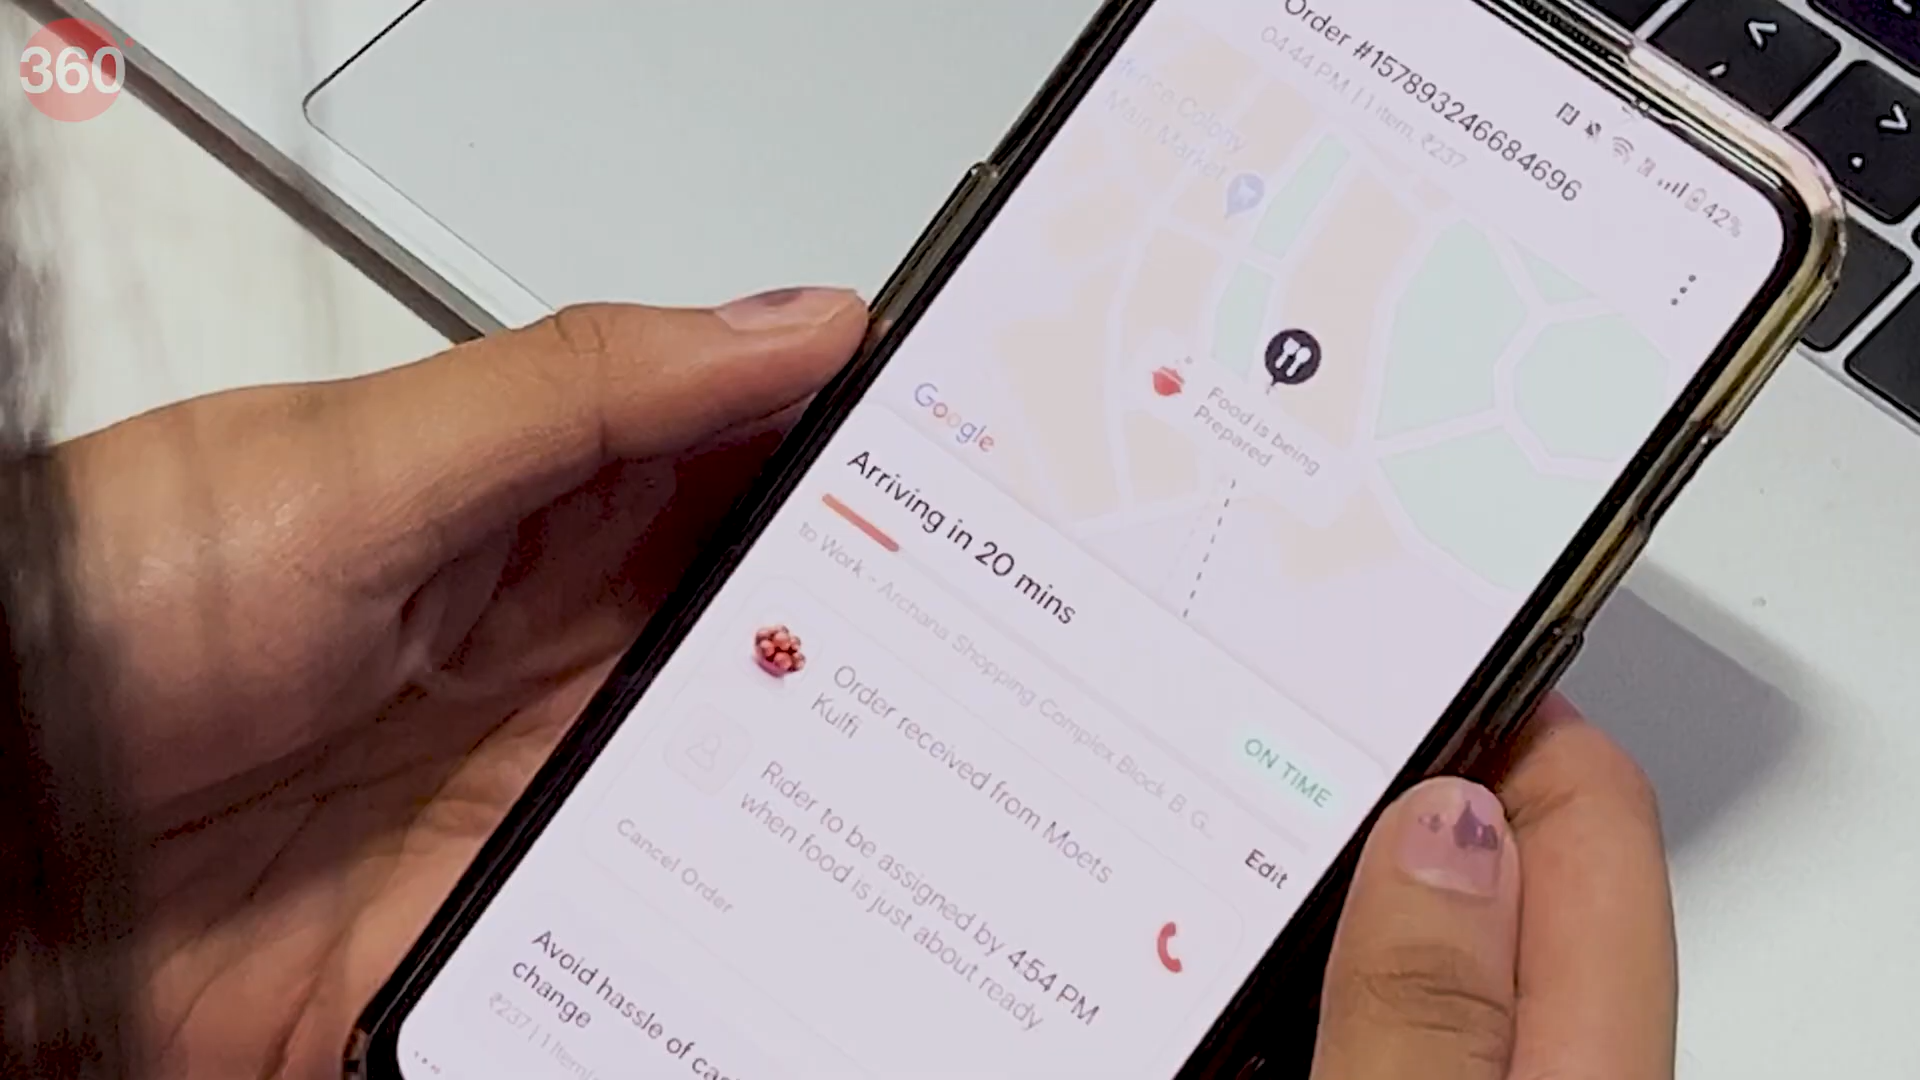 360
Order #157893246684696
04:44 PM | 1 item, ₹237
42%
Colony
Main Market
Food is being
Prepared
Google
Arriving in 20 mins
to Work - Archana Shopping Complex Block B G...
ON TIME
Edit
Order received from Moets
Kulfi
Rider to be assigned by 4:54 PM
when food is just about ready.
Cancel Order
Avoid hassle of
change
₹237 | 1 Item